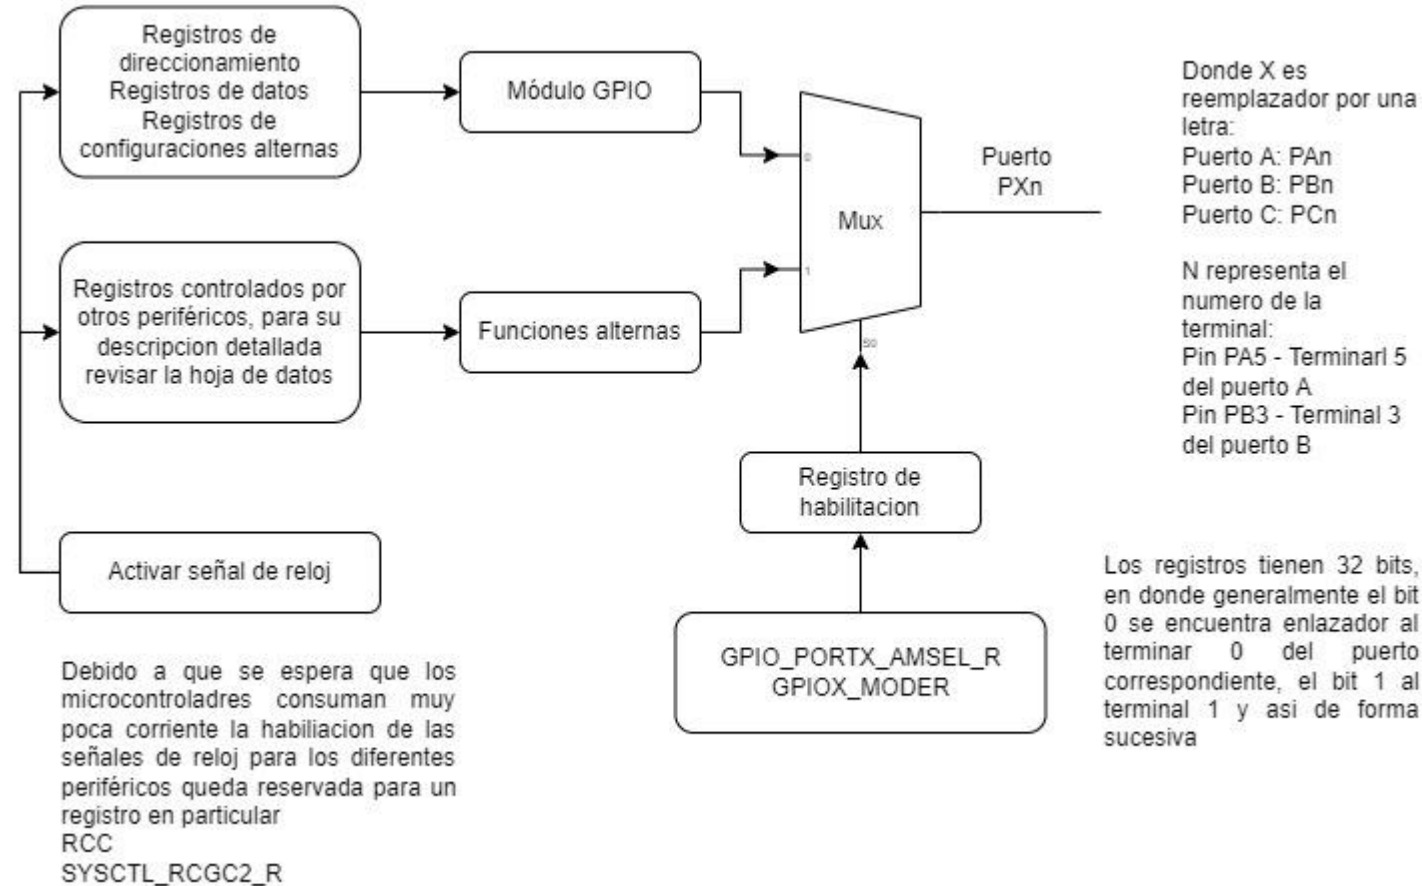 Registros de
direccionamiento
Registros de datos
Registros de
configuraciones alternas
Módulo GPIO
0
Mux
Puerto
PXn
Donde X es
reemplazador por una
letra:
Puerto A: PAn
Puerto B: PBn
Puerto C: PCn
N representa el
numero de la
terminal:
Pin PA5 - Terminarl 5
del puerto A
Pin PB3 - Terminal 3
del puerto B
Registros controlados por
otros periféricos, para su
descripcion detallada
revisar la hoja de datos
Funciones alternas
1
S0
Registro de
habilitacion
Activar señal de reloj
GPIO_PORTX_AMSEL_R
GPIOX_MODER
Los registros tienen 32 bits,
en donde generalmente el bit
0 se encuentra enlazador al
terminar 0 del puerto
correspondiente, el bit 1 al
terminal 1 y asi de forma
sucesiva
Debido a que se espera que los
microcontroladres consuman muy
poca corriente la habiliacion de las
señales de reloj para los diferentes
periféricos queda reservada para un
registro en particular
RCC
SYSCTL_RCGC2_R